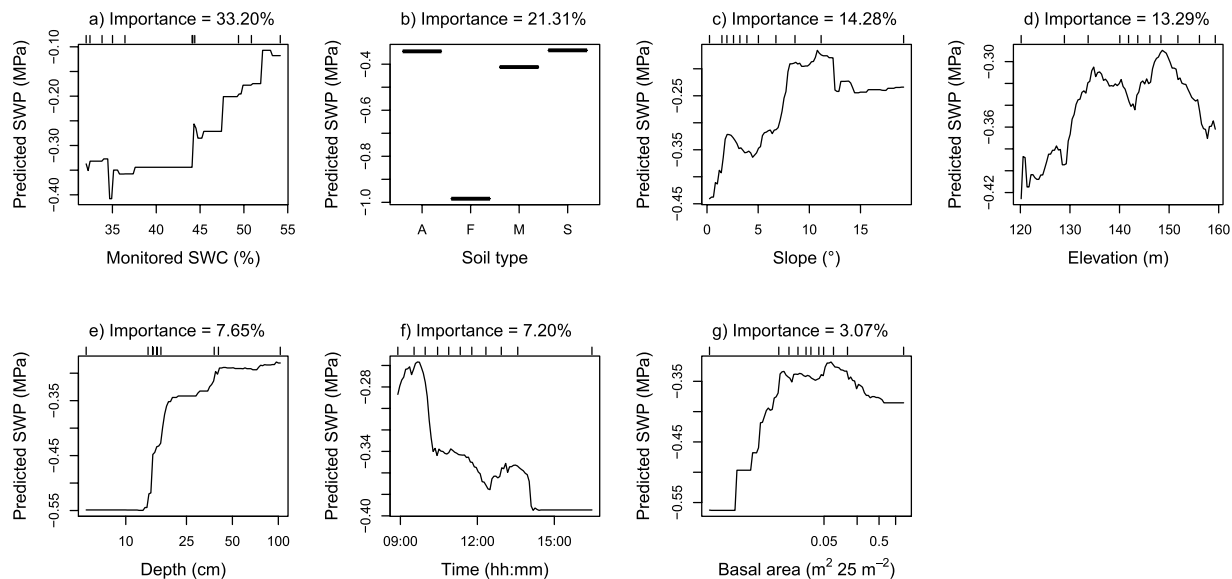 a) Importance = 33.20%
Predicted SWP (MPa)
−0.10
−0.20
−0.30
−0.40
35 40 45 50 55
Monitored SWC (%)
b) Importance = 21.31%
Predicted SWP (MPa)
−0.4
−0.6
−0.8
−1.0
A F M S
Soil type
c) Importance = 14.28%
Predicted SWP (MPa)
−0.25
−0.35
−0.45
0 5 10 15
Slope (°)
d) Importance = 13.29%
Predicted SWP (MPa)
−0.30
−0.36
−0.42
120 130 140 150 160
Elevation (m)
e) Importance = 7.65%
Predicted SWP (MPa)
−0.35
−0.45
−0.55
10 25 50 100
Depth (cm)
f) Importance = 7.20%
Predicted SWP (MPa)
−0.28
−0.34
−0.40
09:00 12:00 15:00
Time (hh:mm)
g) Importance = 3.07%
Predicted SWP (MPa)
−0.35
−0.45
−0.55
0.05 0.5
Basal area (m² 25 m⁻²)